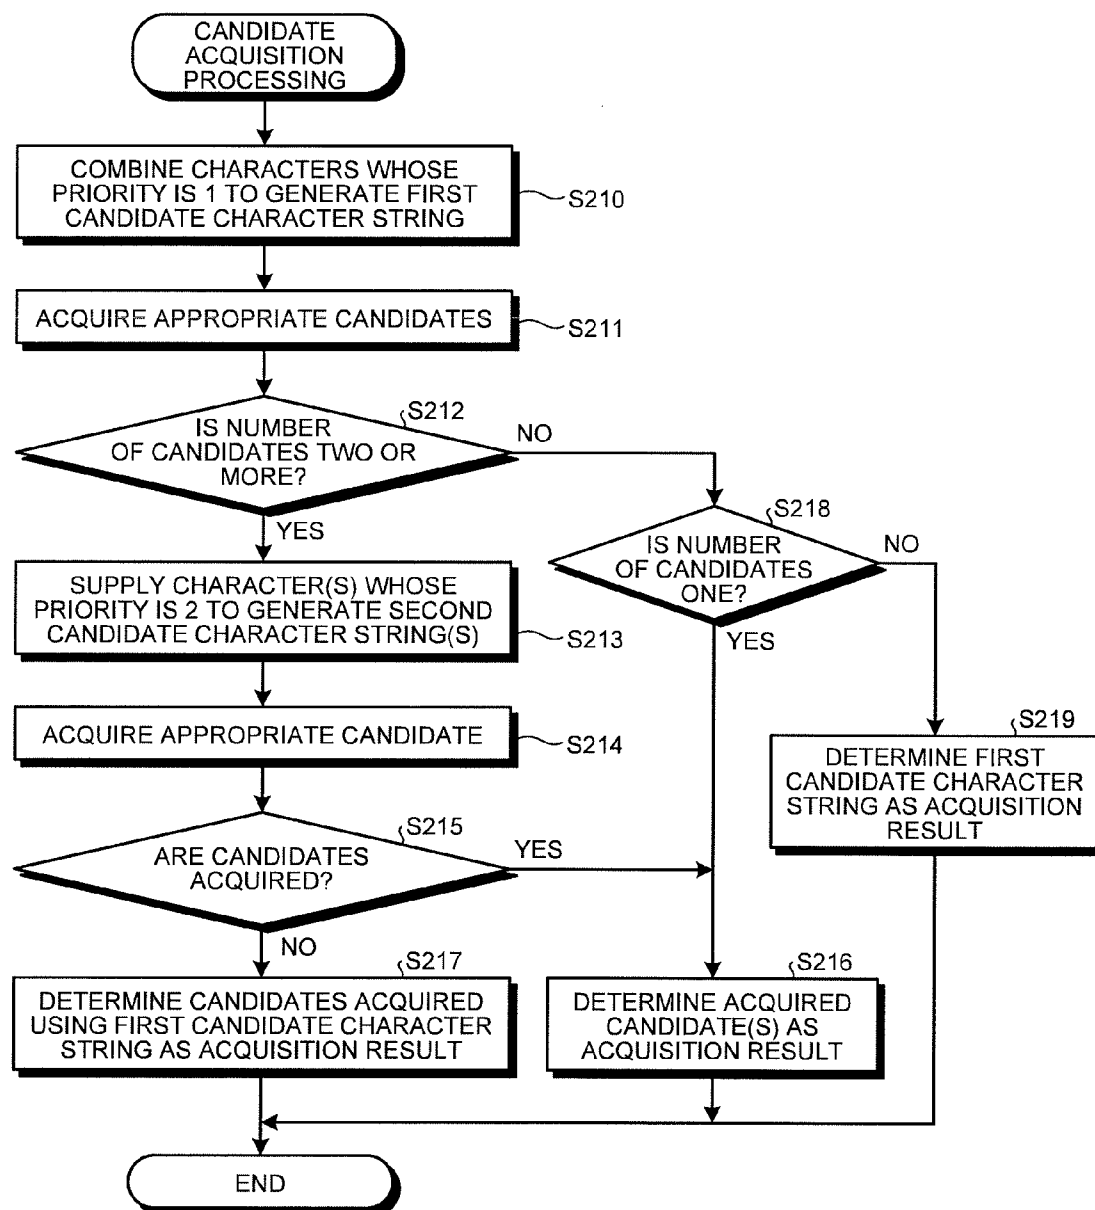 CANDIDATE
ACQUISITION
PROCESSING
COMBINE CHARACTERS WHOSE
PRIORITY IS 1 TO GENERATE FIRST
CANDIDATE CHARACTER STRING
S210
ACQUIRE APPROPRIATE CANDIDATES
S211
S212
IS NUMBER
OF CANDIDATES TWO OR
MORE?
NO
YES
S218
IS NUMBER
OF CANDIDATES
ONE?
NO
YES
SUPPLY CHARACTER(S) WHOSE
PRIORITY IS 2 TO GENERATE SECOND
CANDIDATE CHARACTER STRING(S)
S213
ACQUIRE APPROPRIATE CANDIDATE
S214
S219
DETERMINE FIRST
CANDIDATE CHARACTER
STRING AS ACQUISITION
RESULT
S215
ARE CANDIDATES
ACQUIRED?
YES
NO
S217
DETERMINE CANDIDATES ACQUIRED
USING FIRST CANDIDATE CHARACTER
STRING AS ACQUISITION RESULT
S216
DETERMINE ACQUIRED
CANDIDATE(S) AS
ACQUISITION RESULT
END